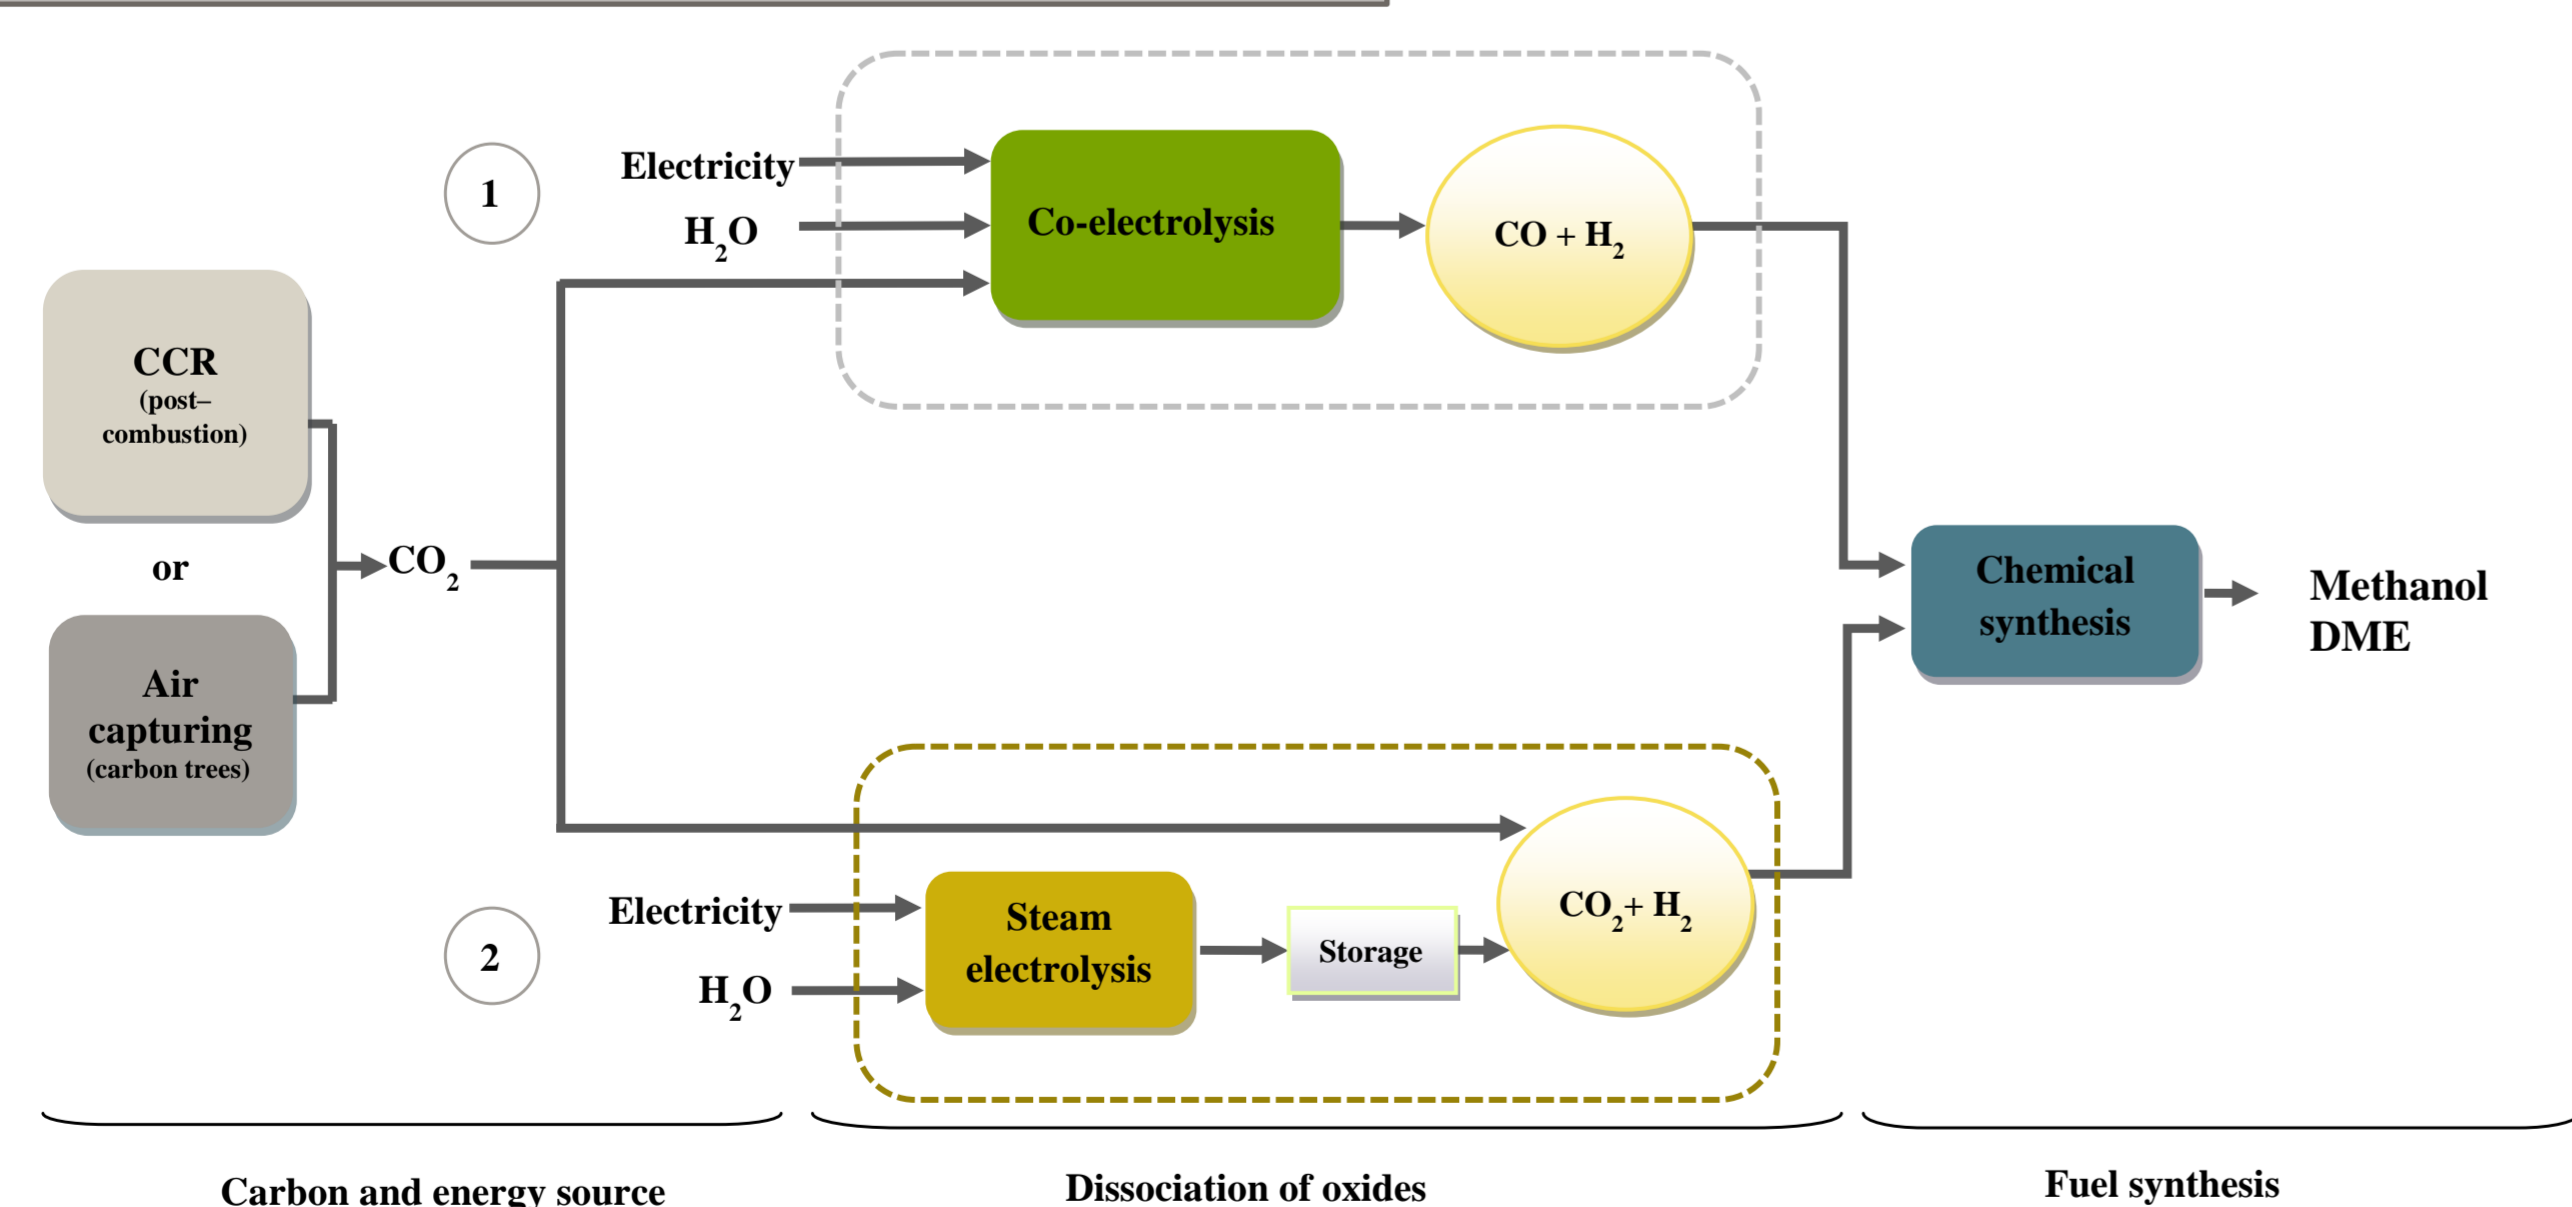 1
Electricity
H₂O
Co-electrolysis
CO + H₂
CCR
(post–
combustion)
or
Air
capturing
(carbon trees)
CO₂
Chemical
synthesis
Methanol
DME
2
Electricity
H₂O
Steam
electrolysis
Storage
CO₂+ H₂
Carbon and energy source
Dissociation of oxides
Fuel synthesis